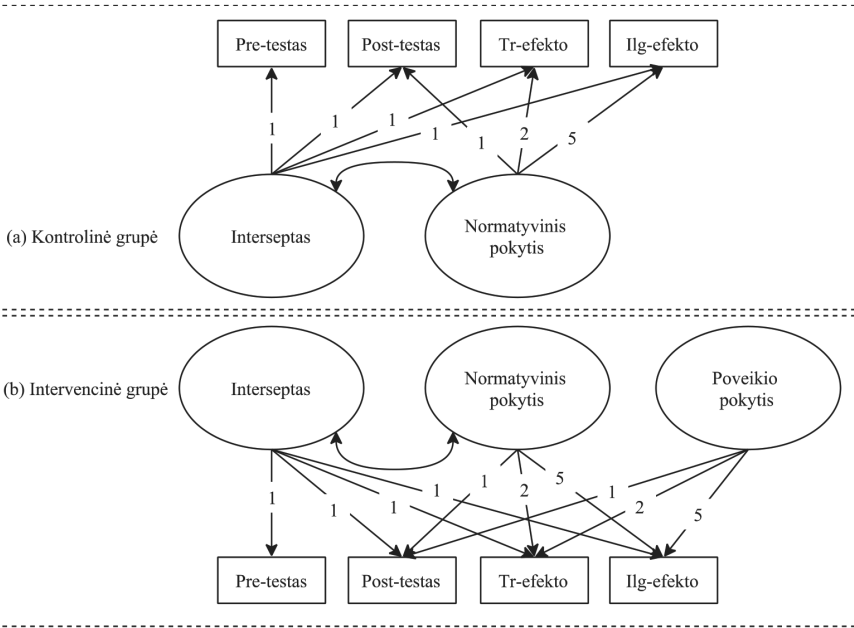 Pre-testas Post-testas Tr-efekto Ilg-efekto
1 1 1 1 1 2 5
(a) Kontrolinė grupė
Interseptas
Normatyvinis
pokytis
(b) Intervencinė grupė
Interseptas
Normatyvinis
pokytis
Poveikio
pokytis
1 1 1 1 1 2 5 1 2 5
Pre-testas Post-testas Tr-efekto Ilg-efekto